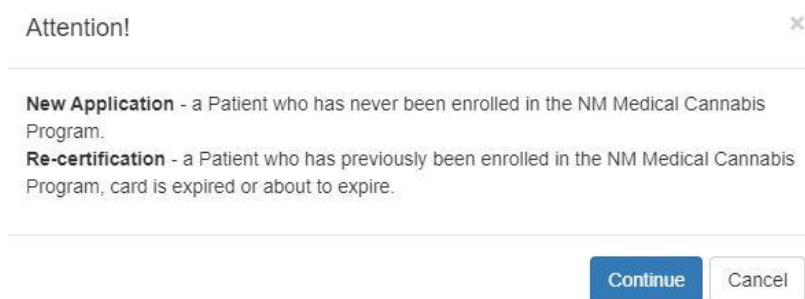 Attention!
×
New Application - a Patient who has never been enrolled in the NM Medical Cannabis
Program.
Re-certification - a Patient who has previously been enrolled in the NM Medical Cannabis
Program, card is expired or about to expire.
Continue Cancel